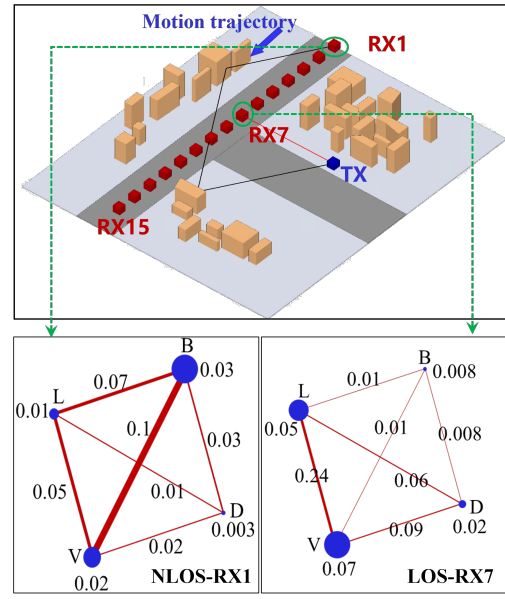 Motion trajectory
RX1
RX7
TX
RX15
B
0.03
0.07
L
0.01
0.1
0.03
0.05
0.01
D
0.003
0.02
V
0.02
NLOS-RX1
B
0.008
0.01
L
0.05
0.01
0.008
0.24
0.06
D
0.02
0.09
V
0.07
LOS-RX7